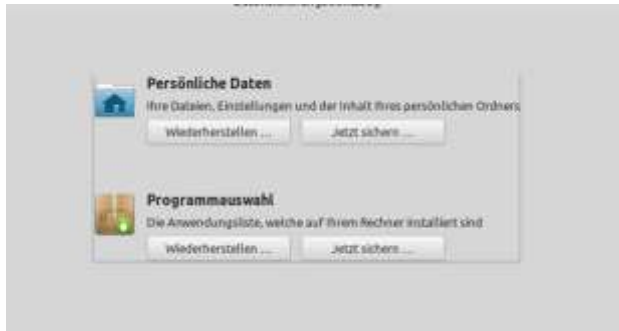 Persönliche Daten
Ihre Dateien, Einstellungen und der Inhalt Ihres persönlichen Ordners
Wiederherstellen ... Jetzt sichern ...
Programmauswahl
Die Anwendungsliste, welche auf Ihrem Rechner installiert sind
Wiederherstellen ... Jetzt sichern ...